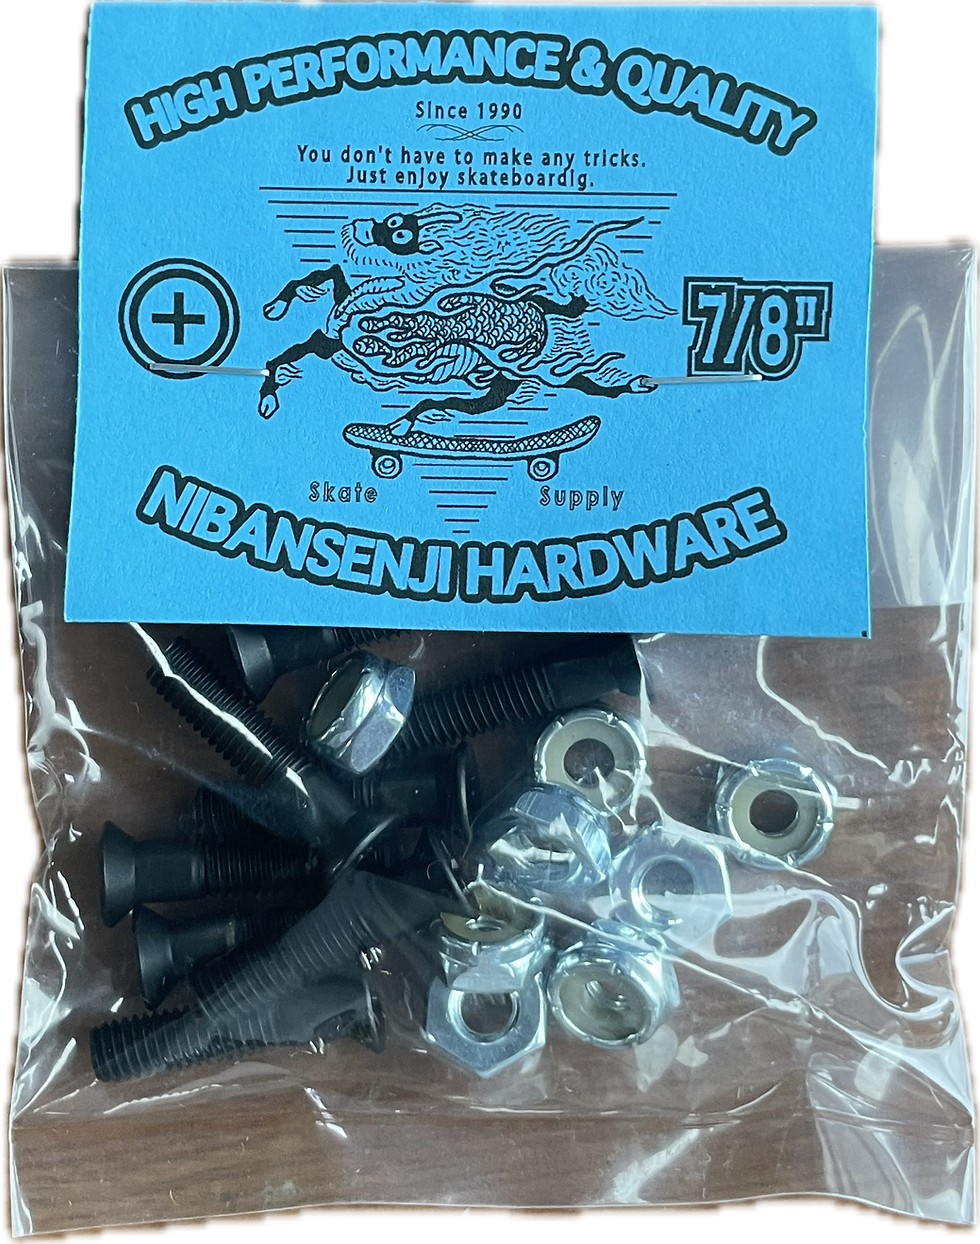 HIGH PERFORMANCE & QUALITY
Since 1990
You don't have to make any tricks.
Just enjoy skateboardig.
+
7/8"
Skate Supply
NIBANSENJI HARDWARE